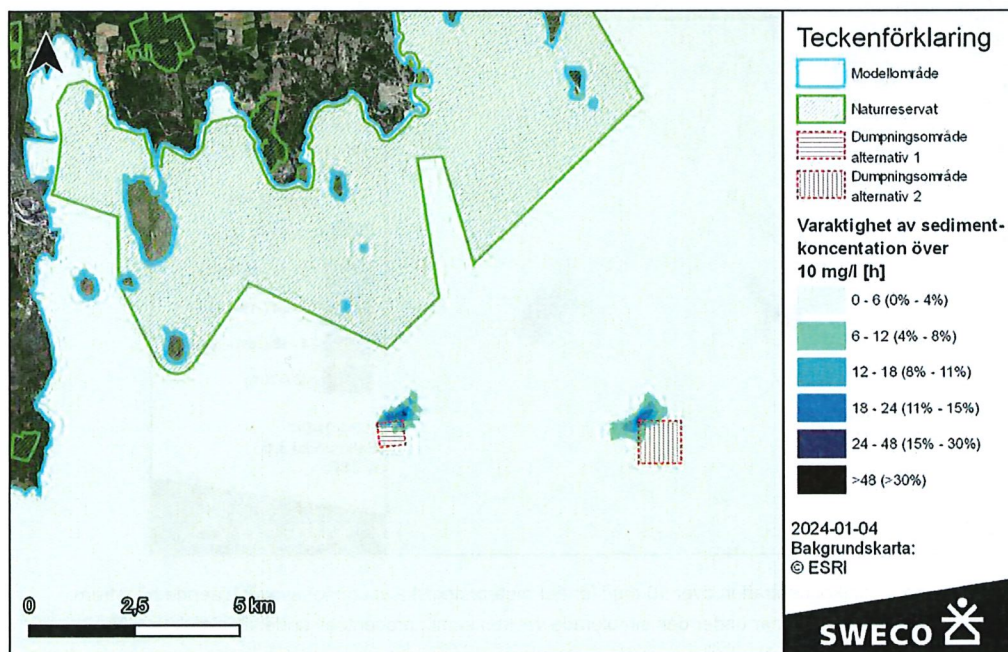 Teckenförklaring
Modellområde
Naturreservat
Dumpningsområde
alternativ 1
Dumpningsområde
alternativ 2
Varaktighet av sediment-
koncentation över
10 mg/l [h]
0 - 6 (0% - 4%)
6 - 12 (4% - 8%)
12 - 18 (8% - 11%)
18 - 24 (11% - 15%)
24 - 48 (15% - 30%)
>48 (>30%)
2024-01-04
Bakgrundskarta:
© ESRI
0 2,5 5 km
SWECO